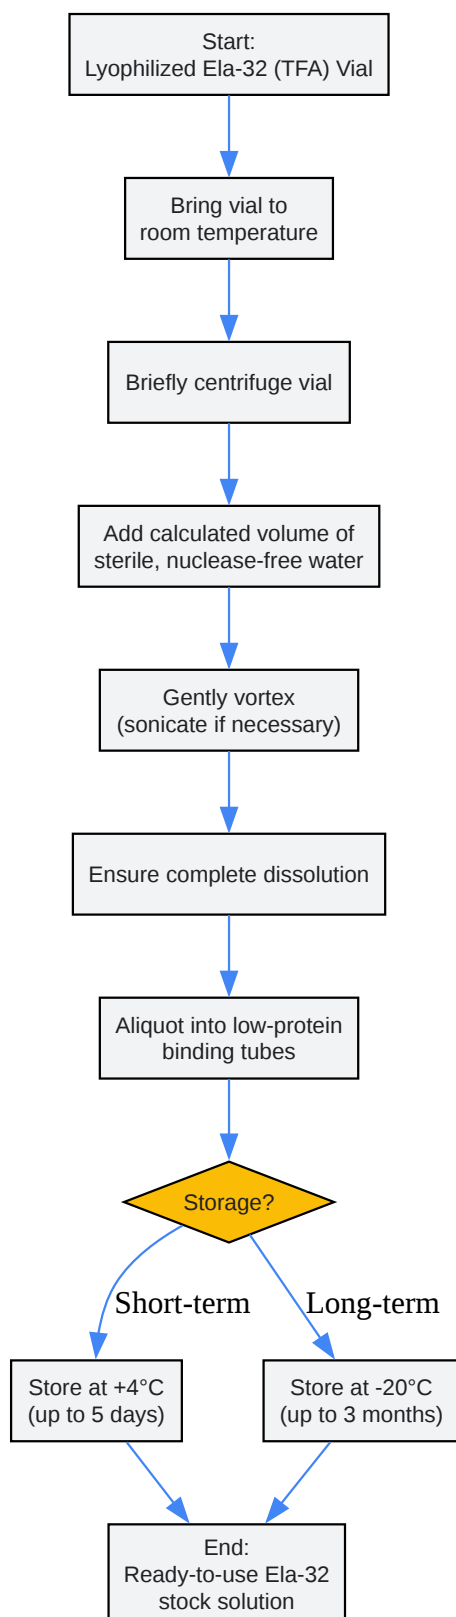 Start:
Lyophilized Ela-32 (TFA) Vial
Bring vial to
room temperature
Briefly centrifuge vial
Add calculated volume of
sterile, nuclease-free water
Gently vortex
(sonicate if necessary)
Ensure complete dissolution
Aliquot into low-protein
binding tubes
Storage?
Short-term
Long-term
Store at +4°C
(up to 5 days)
Store at -20°C
(up to 3 months)
End:
Ready-to-use Ela-32
stock solution